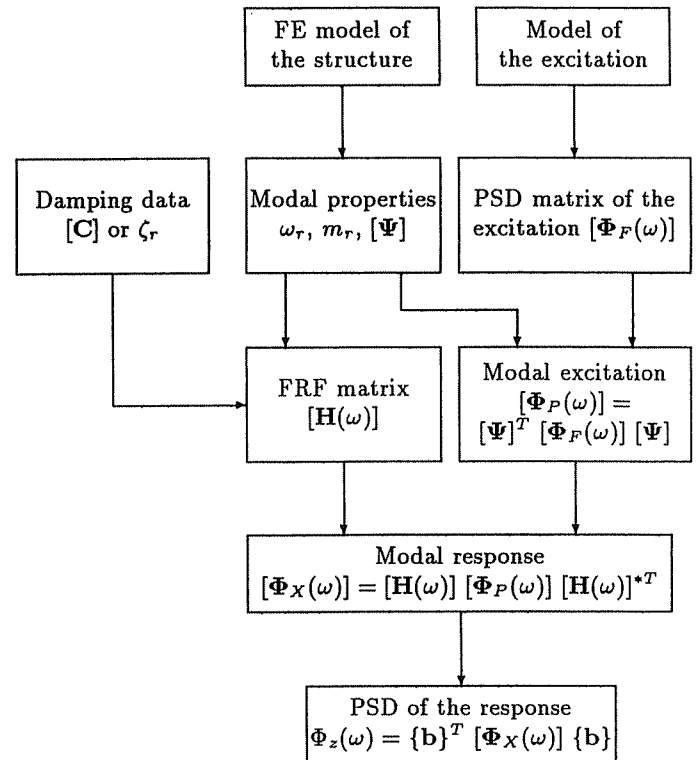 FE model of
the structure
Model of
the excitation
Damping data
[C] or ζr
Modal properties
ωr, mr, [Ψ]
PSD matrix of the
excitation [ΦF(ω)]
FRF matrix
[H(ω)]
Modal excitation
[ΦP(ω)] =
[Ψ]^T [ΦF(ω)] [Ψ]
Modal response
[ΦX(ω)] = [H(ω)] [ΦP(ω)] [H(ω)]^*T
PSD of the response
Φz(ω) = {b}^T [ΦX(ω)] {b}